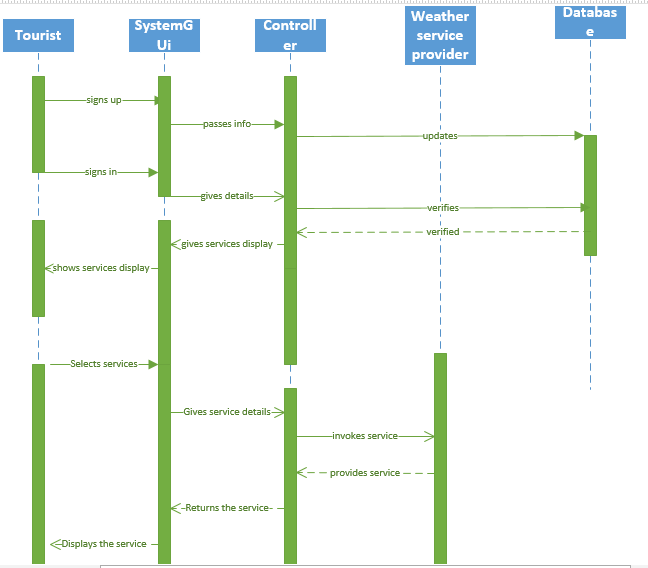 Tourist
SystemG
Ui
Controll
er
Weather
service
provider
Databas
e
signs up
passes info
updates
signs in
gives details
verifies
verified
gives services display
shows services display
Selects services
Gives service details
invokes service
provides service
Returns the service
Displays the service